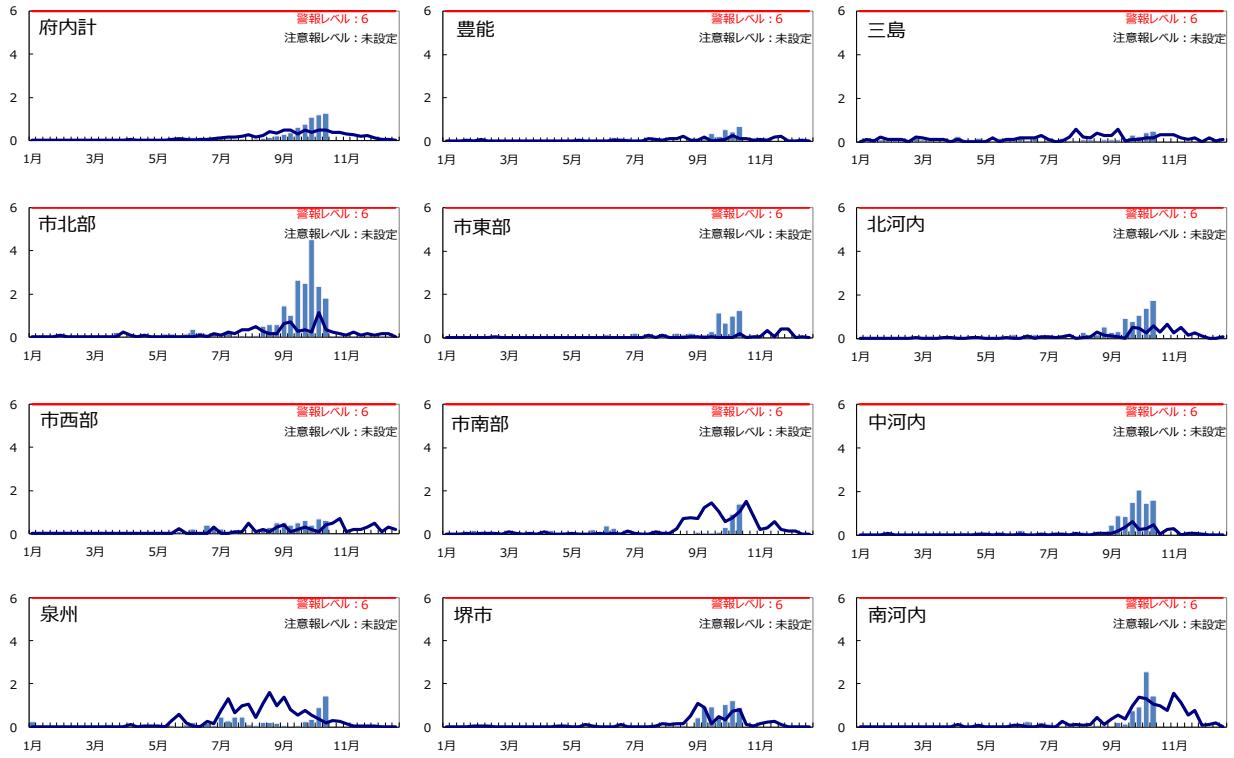 6
警報レベル：6
府内計
注意報レベル：未設定
4
2
0
1月 3月 5月 7月 9月 11月
6
警報レベル：6
豊能
注意報レベル：未設定
4
2
0
1月 3月 5月 7月 9月 11月
6
警報レベル：6
三島
注意報レベル：未設定
4
2
0
1月 3月 5月 7月 9月 11月
6
警報レベル：6
市北部
注意報レベル：未設定
4
2
0
1月 3月 5月 7月 9月 11月
6
警報レベル：6
市東部
注意報レベル：未設定
4
2
0
1月 3月 5月 7月 9月 11月
6
警報レベル：6
北河内
注意報レベル：未設定
4
2
0
1月 3月 5月 7月 9月 11月
6
警報レベル：6
市西部
注意報レベル：未設定
4
2
0
1月 3月 5月 7月 9月 11月
6
警報レベル：6
市南部
注意報レベル：未設定
4
2
0
1月 3月 5月 7月 9月 11月
6
警報レベル：6
中河内
注意報レベル：未設定
4
2
0
1月 3月 5月 7月 9月 11月
6
警報レベル：6
泉州
注意報レベル：未設定
4
2
0
1月 3月 5月 7月 9月 11月
6
警報レベル：6
堺市
注意報レベル：未設定
4
2
0
1月 3月 5月 7月 9月 11月
6
警報レベル：6
南河内
注意報レベル：未設定
4
2
0
1月 3月 5月 7月 9月 11月